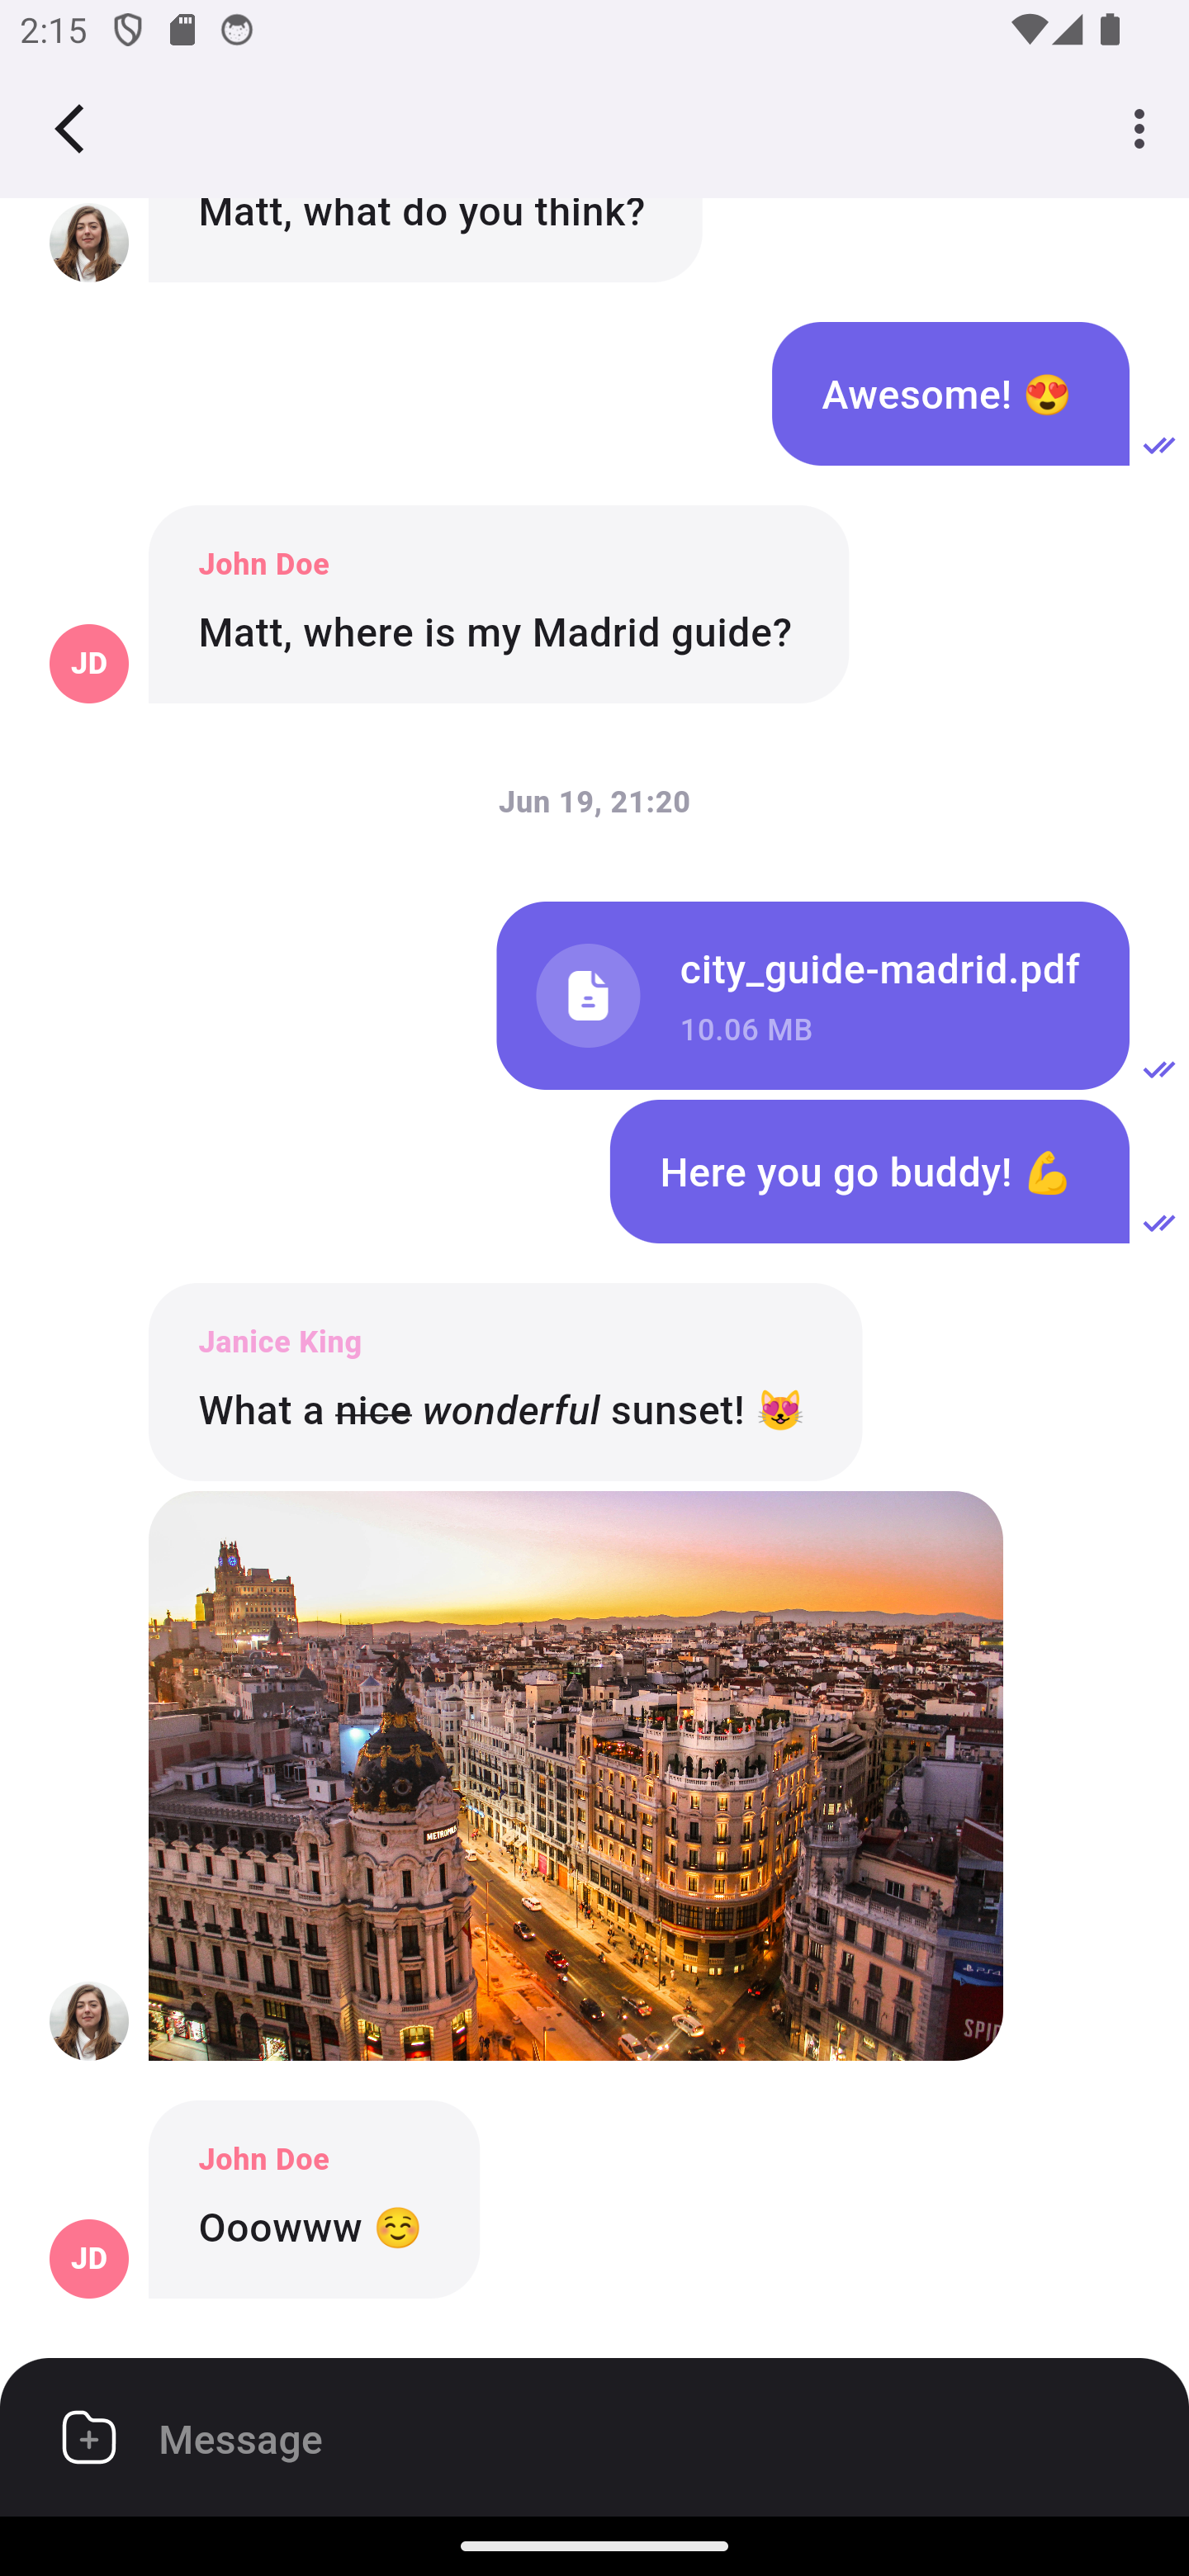 2:15
Matt, what do you think?
Awesome! 😍
John Doe
JD
Matt, where is my Madrid guide?
Jun 19, 21:20
city_guide-madrid.pdf
10.06 MB
Here you go buddy! 💪
Janice King
What a nice wonderful sunset! 😻
METROPOLIS
John Doe
JD
Ooowww ☺️
Message